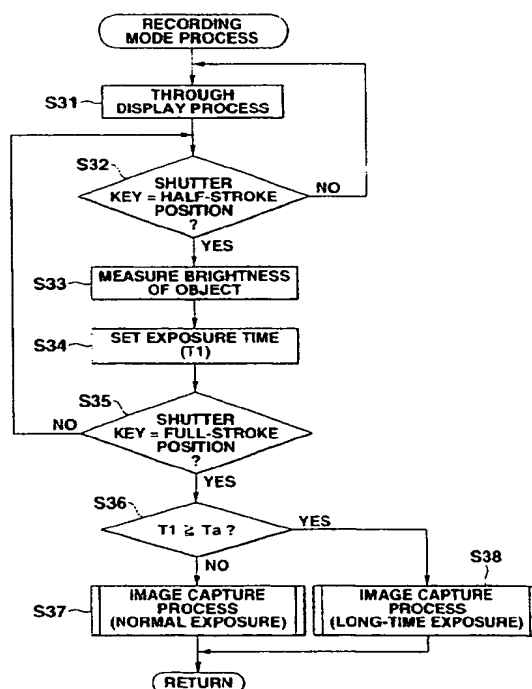 RECORDING
MODE PROCESS
S31
THROUGH
DISPLAY PROCESS
S32
SHUTTER
KEY = HALF-STROKE
POSITION
?
NO
YES
S33
MEASURE BRIGHTNESS
OF OBJECT
S34
SET EXPOSURE TIME
(T1)
S35
SHUTTER
KEY = FULL-STROKE
POSITION
?
NO
YES
S36
T1 ≧ Ta ?
YES
NO
S37
IMAGE CAPTURE
PROCESS
(NORMAL EXPOSURE)
S38
IMAGE CAPTURE
PROCESS
(LONG-TIME EXPOSURE)
RETURN